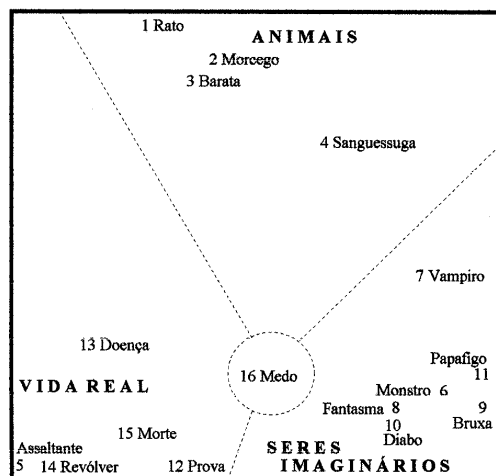 1 Rato
ANIMAIS
2 Morcego
3 Barata
4 Sanguessuga
7 Vampiro
13 Doença
Papafigo
11
16 Medo
VIDA REAL
Monstro 6
Fantasma 8
9
Bruxa
10
Diabo
15 Morte
SERES
IMAGINÁRIOS
Assaltante
5 14 Revólver
12 Prova